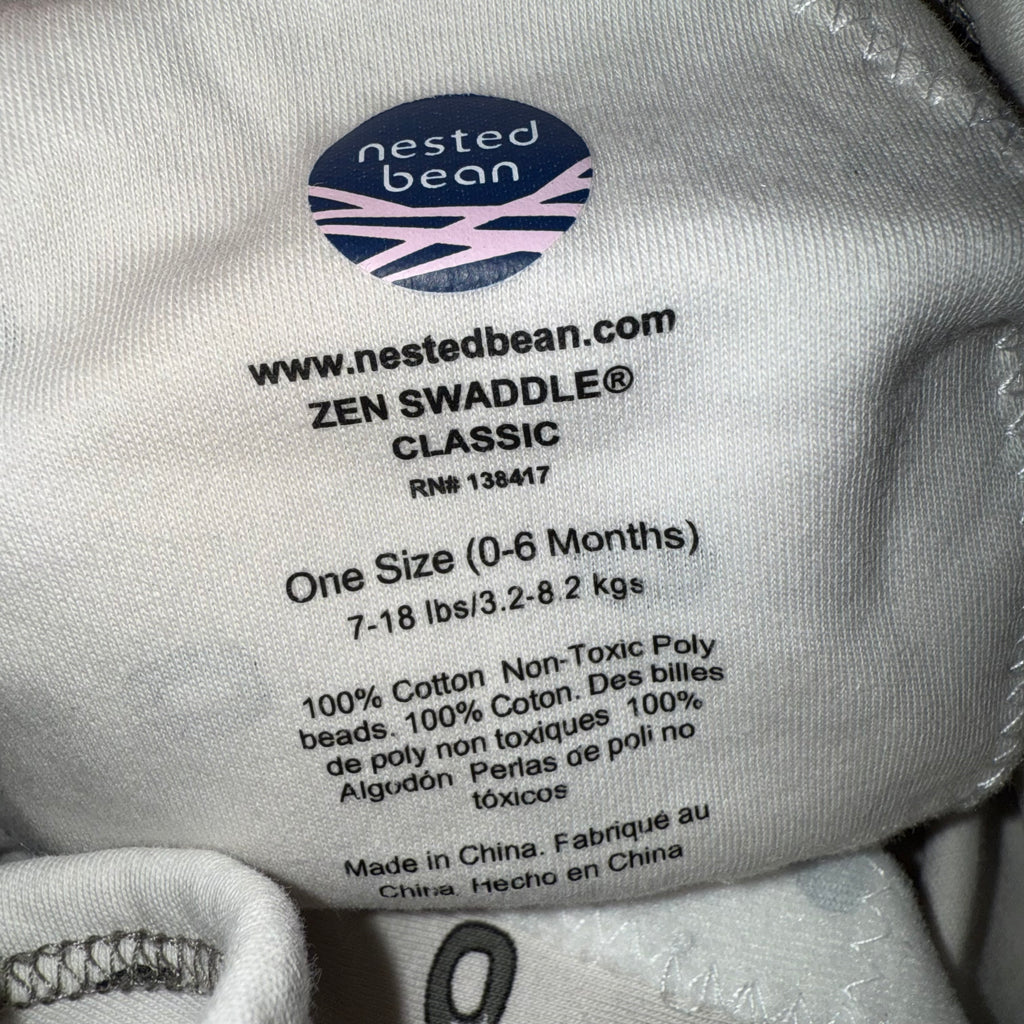 nested
bean
www.nestedbean.com
ZEN SWADDLE®
CLASSIC
RN# 138417
One Size (0-6 Months)
7-18 lbs/3.2-8.2 kgs
100% Cotton Non-Toxic Poly
beads. 100% Coton. Des billes
de poly non toxiques 100%
Algodón Perlas de poli no
tóxicos
Made in China. Fabriqué au
China. Hecho en China
0